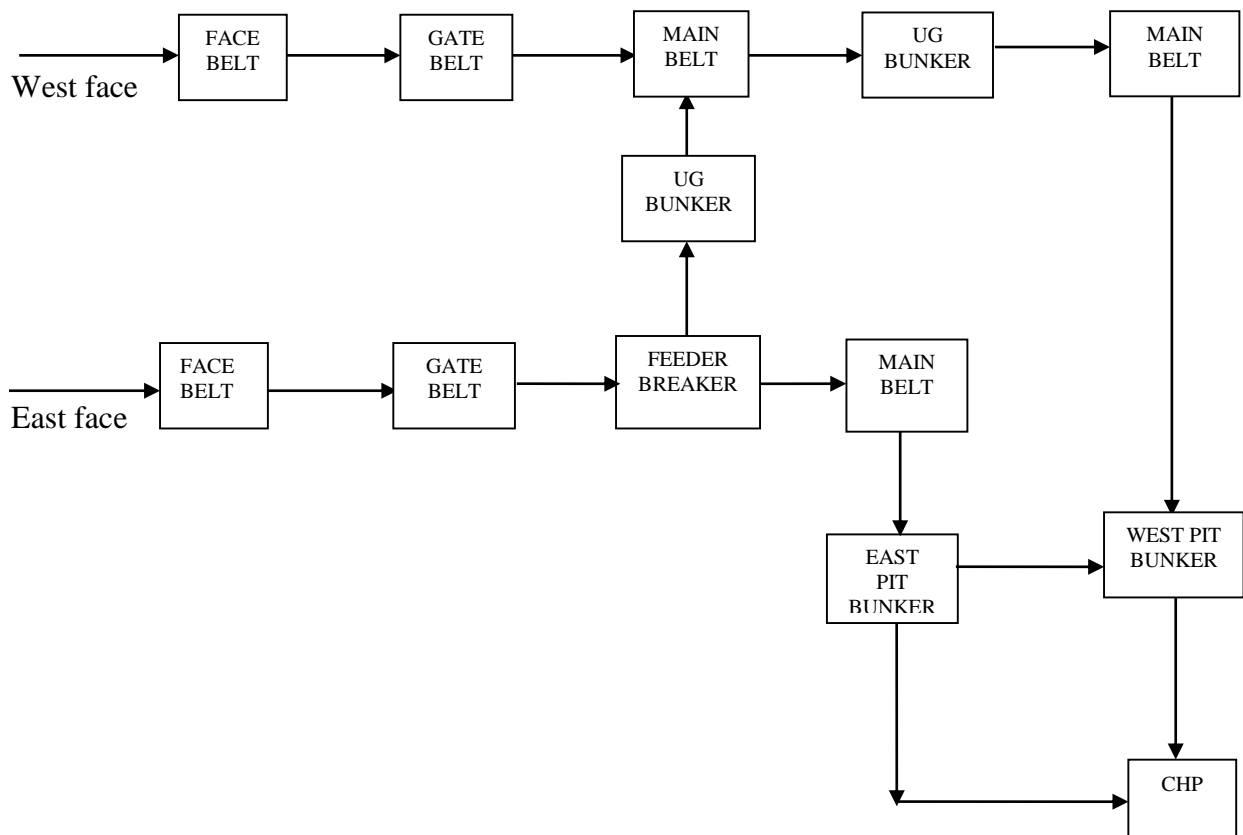 FACE
BELT
GATE
BELT
MAIN
BELT
UG
BUNKER
MAIN
BELT
West face
UG
BUNKER
FACE
BELT
GATE
BELT
FEEDER
BREAKER
MAIN
BELT
East face
EAST
PIT
BUNKER
WEST PIT
BUNKER
CHP